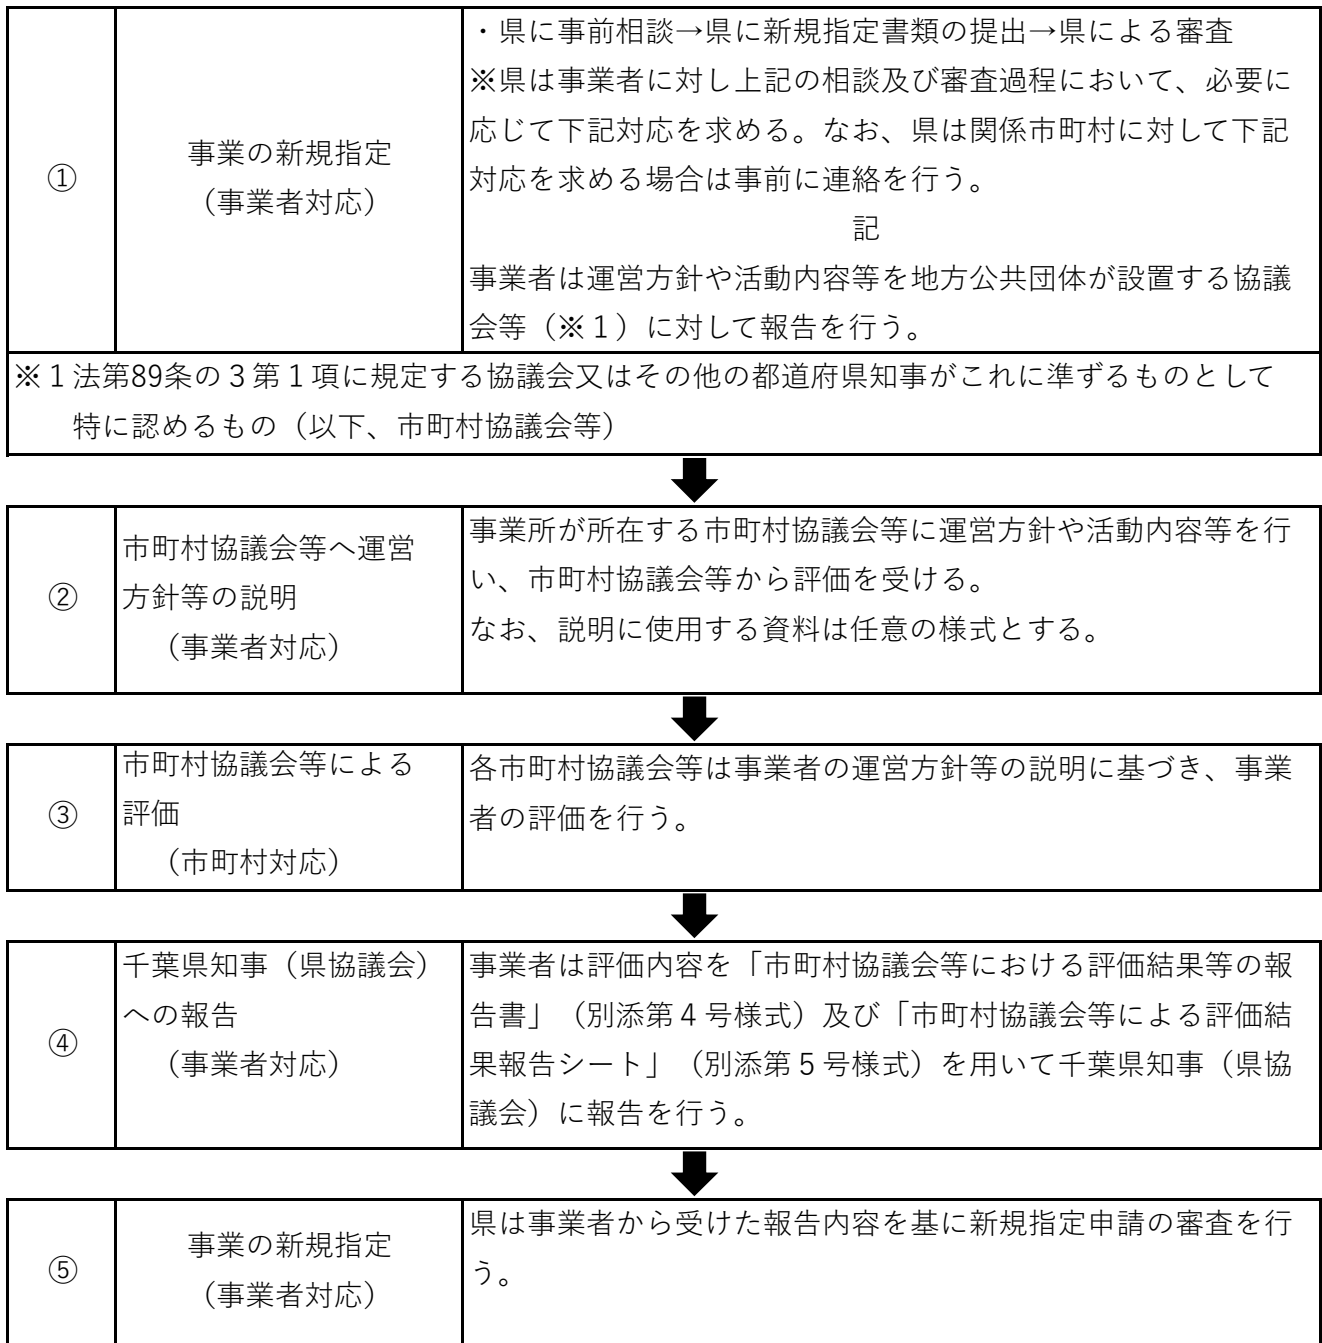 ①
事業の新規指定
（事業者対応）
・県に事前相談→県に新規指定書類の提出→県による審査
※県は事業者に対し上記の相談及び審査過程において、必要に
応じて下記対応を求める。なお、県は関係市町村に対して下記
対応を求める場合は事前に連絡を行う。
記
事業者は運営方針や活動内容等を地方公共団体が設置する協議
会等（※１）に対して報告を行う。
※１法第89条の３第１項に規定する協議会又はその他の都道府県知事がこれに準ずるものとして
特に認めるもの（以下、市町村協議会等）
②
市町村協議会等へ運営
方針等の説明
（事業者対応）
事業所が所在する市町村協議会等に運営方針や活動内容等を行
い、市町村協議会等から評価を受ける。
なお、説明に使用する資料は任意の様式とする。
③
市町村協議会等による
評価
（市町村対応）
各市町村協議会等は事業者の運営方針等の説明に基づき、事業
者の評価を行う。
④
千葉県知事（県協議会）
への報告
（事業者対応）
事業者は評価内容を「市町村協議会等における評価結果等の報
告書」（別添第４号様式）及び「市町村協議会等による評価結
果報告シート」（別添第５号様式）を用いて千葉県知事（県協
議会）に報告を行う。
⑤
事業の新規指定
（事業者対応）
県は事業者から受けた報告内容を基に新規指定申請の審査を行
う。